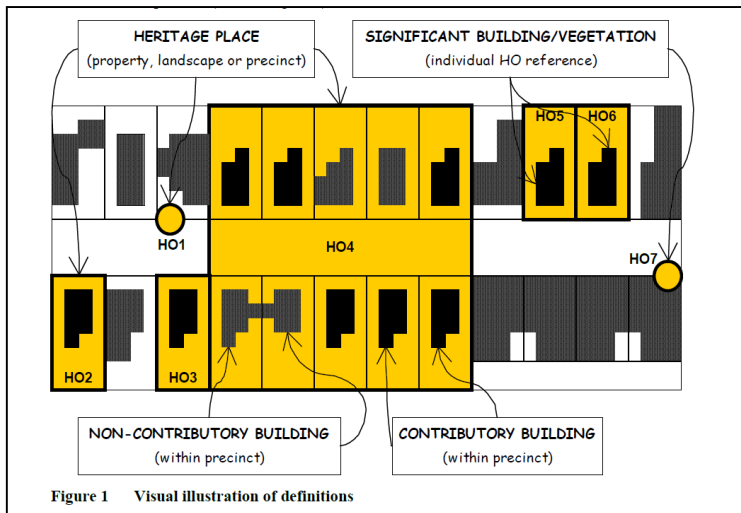 HERITAGE PLACE
(property, landscape or precinct)
SIGNIFICANT BUILDING/VEGETATION
(individual HO reference)
HO5
HO6
HO1
HO4
HO7
HO2
HO3
NON-CONTRIBUTORY BUILDING
(within precinct)
CONTRIBUTORY BUILDING
(within precinct)
Figure 1 Visual illustration of definitions